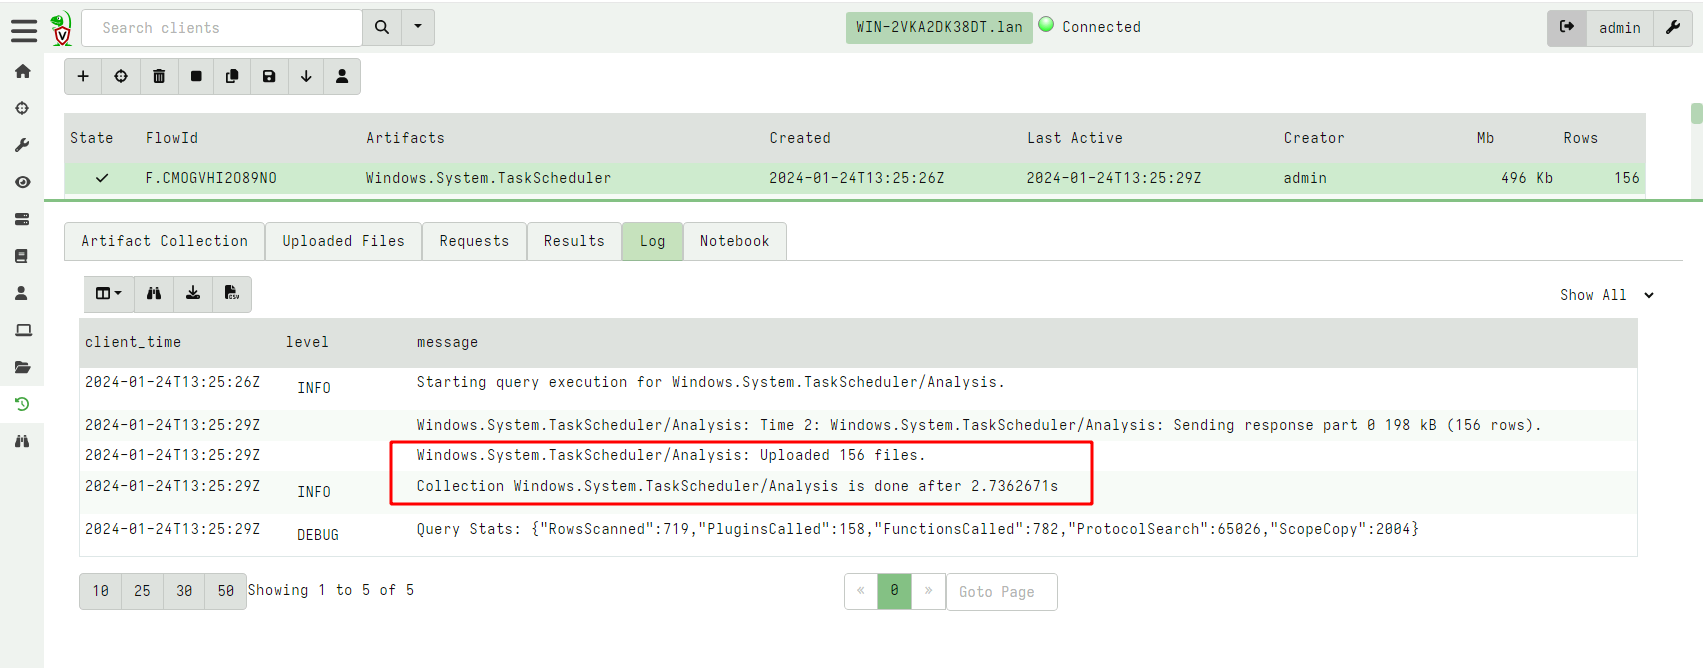 Search clients
WIN-2VKA2DK38DT.lan Connected
admin
State FlowId Artifacts Created Last Active Creator Mb Rows
F.CMOGVHI2O89NO Windows.System.TaskScheduler 2024-01-24T13:25:26Z 2024-01-24T13:25:29Z admin 496 Kb 156
Artifact Collection Uploaded Files Requests Results Log Notebook
Show All
client_time level message
2024-01-24T13:25:26Z INFO Starting query execution for Windows.System.TaskScheduler/Analysis.
2024-01-24T13:25:29Z Windows.System.TaskScheduler/Analysis: Time 2: Windows.System.TaskScheduler/Analysis: Sending response part 0 198 kB (156 rows).
2024-01-24T13:25:29Z Windows.System.TaskScheduler/Analysis: Uploaded 156 files.
2024-01-24T13:25:29Z INFO Collection Windows.System.TaskScheduler/Analysis is done after 2.7362671s
2024-01-24T13:25:29Z DEBUG Query Stats: {"RowsScanned":719,"PluginsCalled":158,"FunctionsCalled":782,"ProtocolSearch":65026,"ScopeCopy":2004}
10 25 30 50 Showing 1 to 5 of 5 « 0 » Goto Page